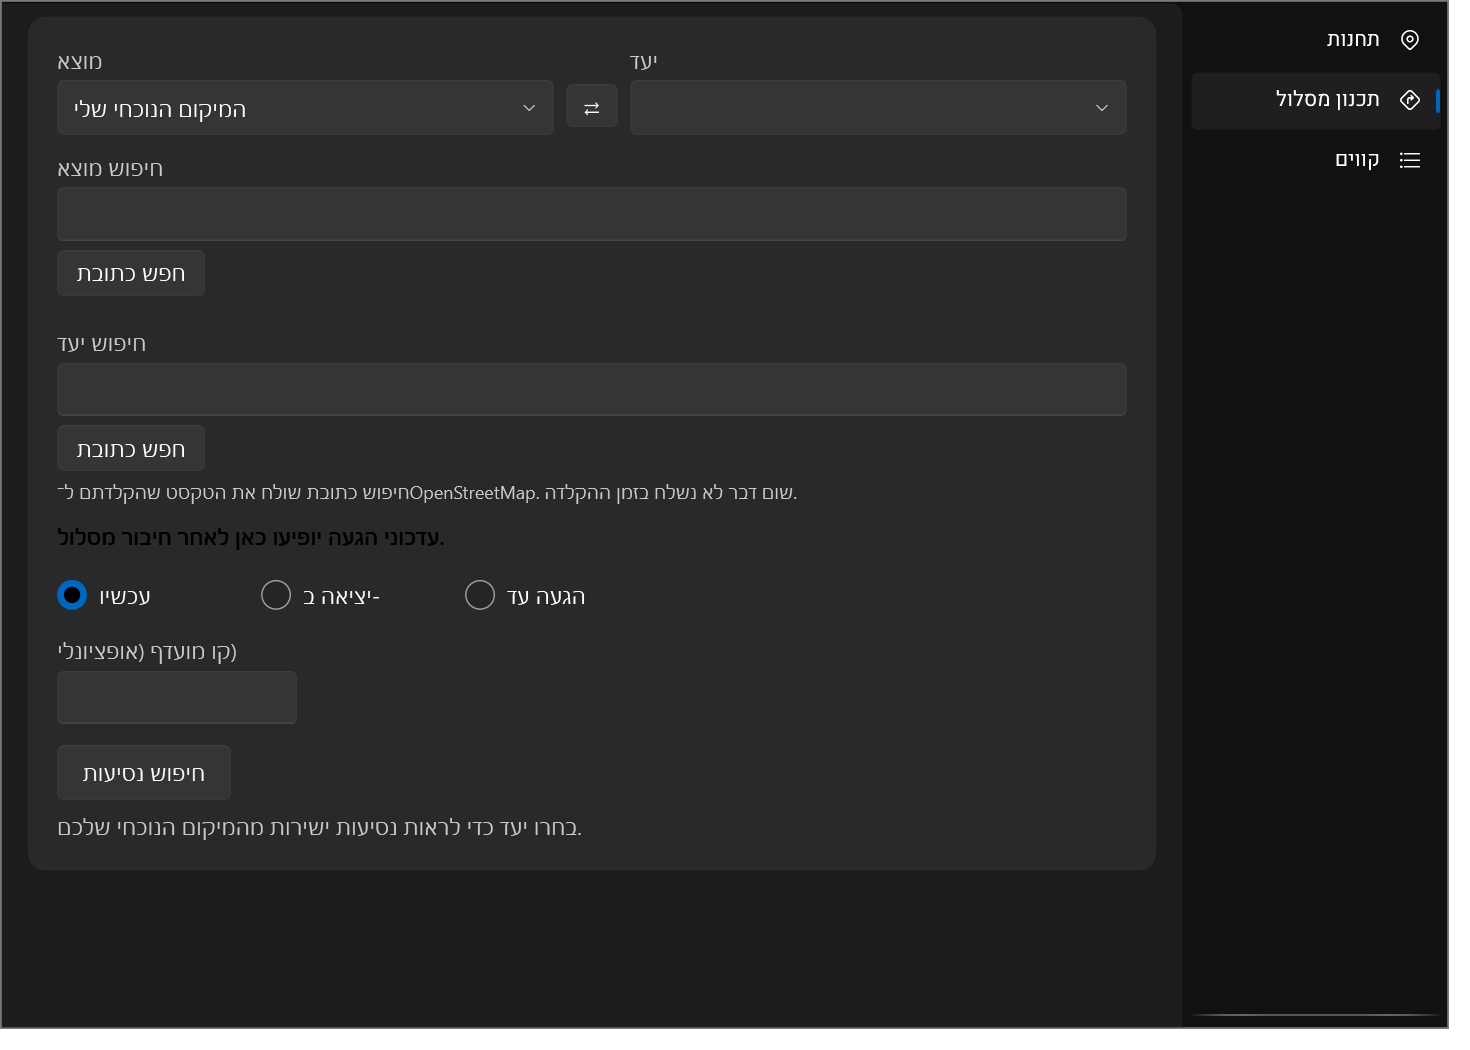 תחנות
תכנון מסלול
קווים
מוצא
יעד
המיקום הנוכחי שלי
חיפוש מוצא
חפש כתובת
חיפוש יעד
חפש כתובת
חיפוש כתובת שולח את הטקסט שהקלדתם ל־OpenStreetMap. שום דבר לא נשלח בזמן ההקלדה.
עדכוני הגעה יופיעו כאן לאחר חיבור מסלול.
עכשיו
יציאה ב-
הגעה עד
קו מועדף (אופציונלי)
חיפוש נסיעות
בחרו יעד כדי לראות נסיעות ישירות מהמיקום הנוכחי שלכם.